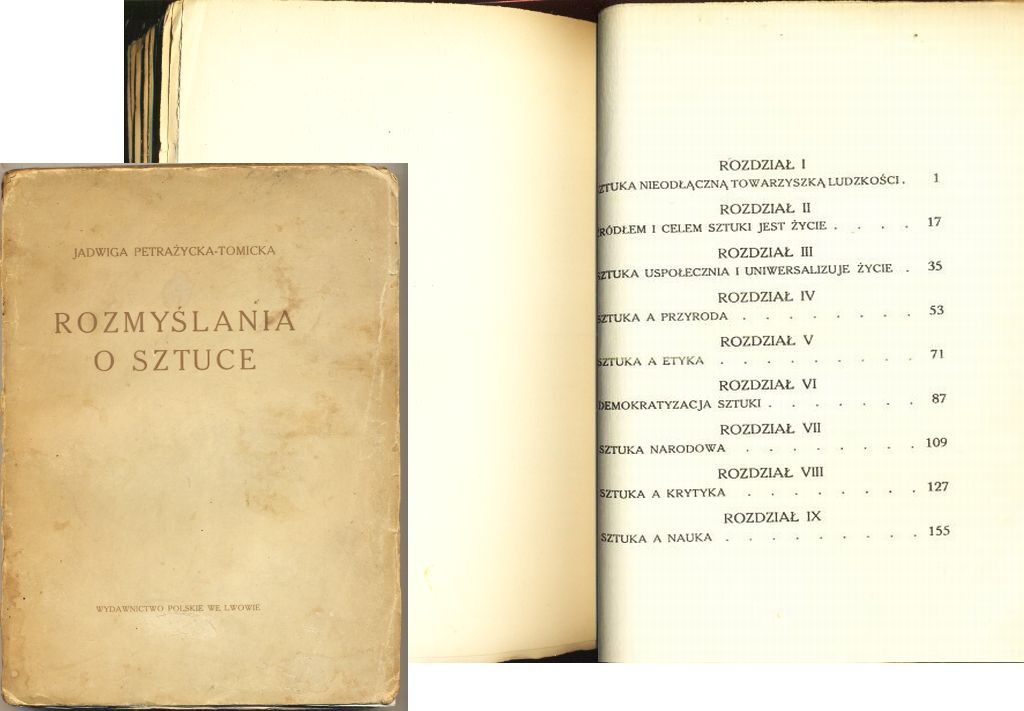 JADWIGA PETRAŻYCKA-TOMICKA
ROZMYŚLANIA
O SZTUCE
WYDAWNICTWO POLSKIE WE LWOWIE
ROZDZIAŁ I
SZTUKA NIEODŁĄCZNĄ TOWARZYSZKĄ LUDZKOŚCI . 1
ROZDZIAŁ II
ŹRÓDŁEM I CELEM SZTUKI JEST ŻYCIE . . . . 17
ROZDZIAŁ III
SZTUKA USPOŁECZNIA I UNIWERSALIZUJE ŻYCIE . 35
ROZDZIAŁ IV
SZTUKA A PRZYRODA . . . . . . . . 53
ROZDZIAŁ V
SZTUKA A ETYKA . . . . . . . . . 71
ROZDZIAŁ VI
DEMOKRATYZACJA SZTUKI . . . . . . . 87
ROZDZIAŁ VII
SZTUKA NARODOWA . . . . . . . . 109
ROZDZIAŁ VIII
SZTUKA A KRYTYKA . . . . . . . . 127
ROZDZIAŁ IX
SZTUKA A NAUKA . . . . . . . . . 155